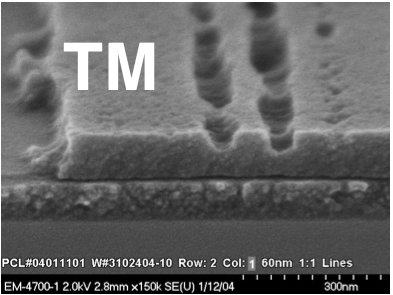 TM
PCL#04011101 W#3102404-10 Row: 2 Col: 1 60nm 1:1 Lines
EM-4700-1 2.0kV 2.8mm x150k SE(U) 1/12/04 300nm